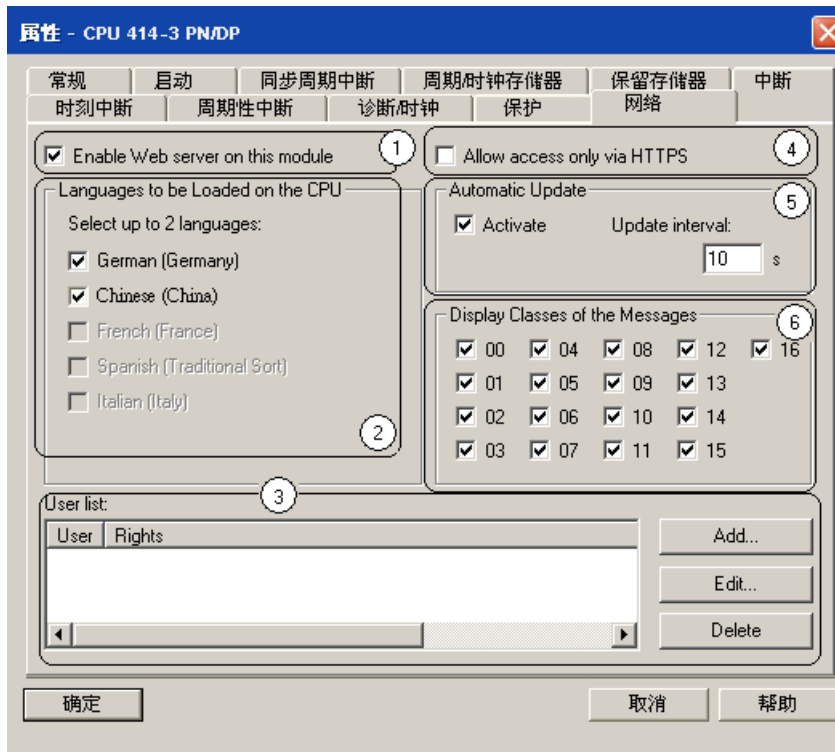 属性 - CPU 414-3 PN/DP
常规 启动 同步周期中断 周期/时钟存储器 保留存储器 中断
时刻中断 周期性中断 诊断/时钟 保护 网络
Enable Web server on this module 1
Allow access only via HTTPS 4
Languages to be Loaded on the CPU
Select up to 2 languages:
German (Germany)
Chinese (China)
French (France)
Spanish (Traditional Sort)
Italian (Italy)
2
Automatic Update 5
Activate Update interval:
10 s
Display Classes of the Messages 6
00 04 08 12 16
01 05 09 13
02 06 10 14
03 07 11 15
User list: 3
User Rights
Add...
Edit...
Delete
确定 取消 帮助